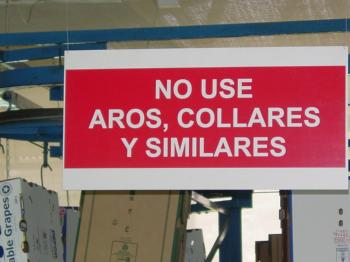 NO USE
AROS, COLLARES
Y SIMILARES
able Grapes